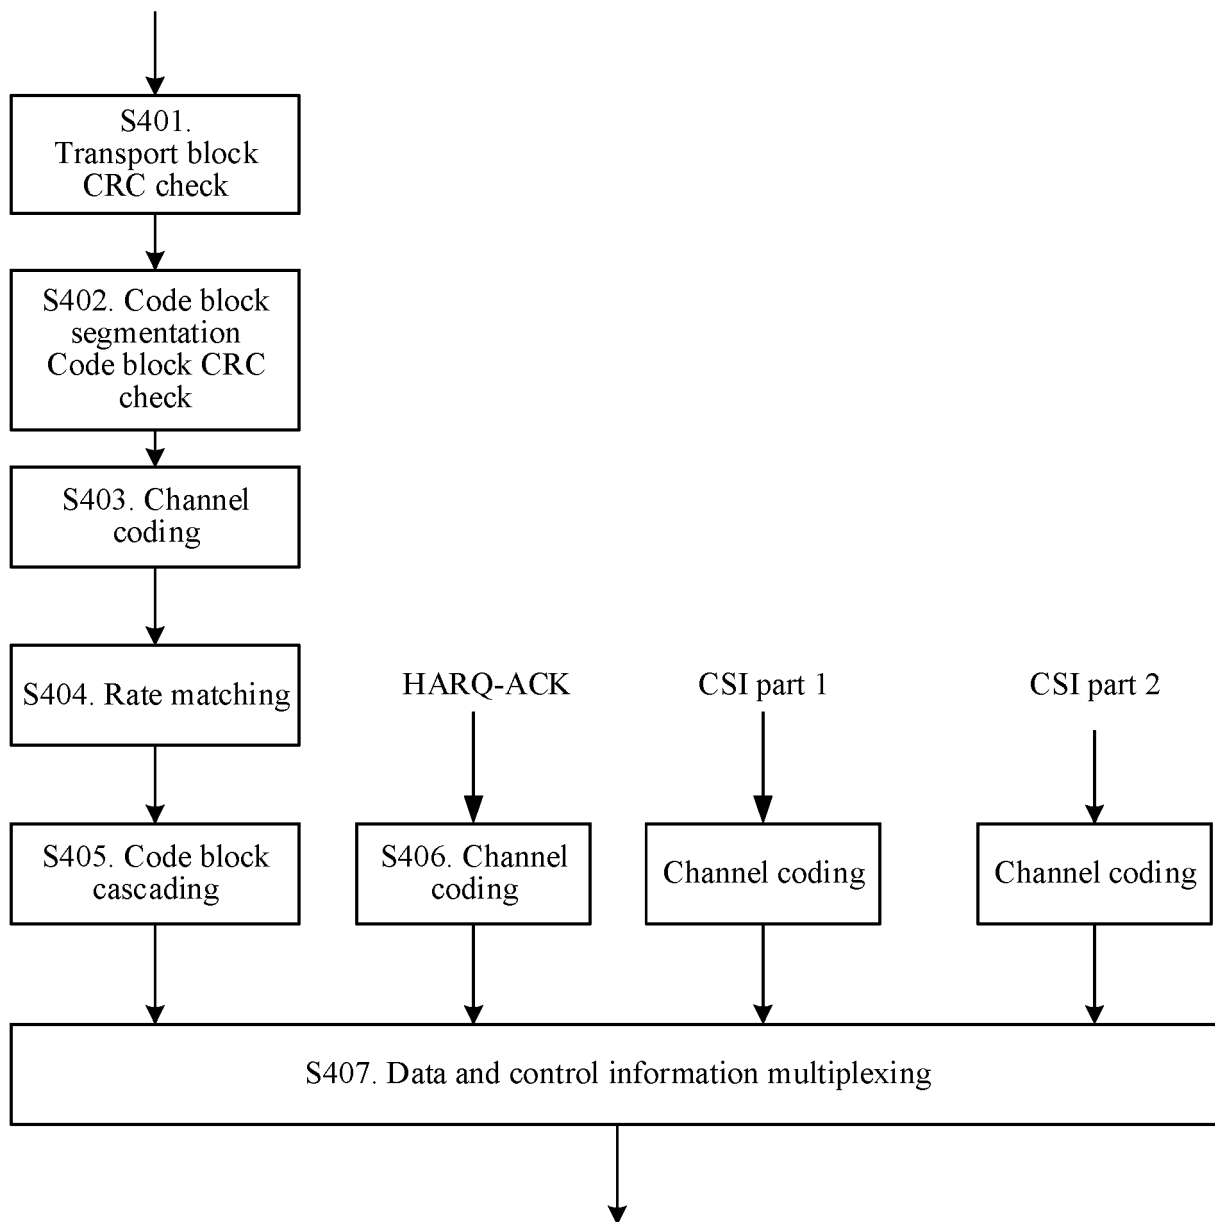 S401.
Transport block
CRC check
S402. Code block
segmentation
Code block CRC
check
S403. Channel
coding
S404. Rate matching
HARQ-ACK
CSI part 1
CSI part 2
S405. Code block
cascading
S406. Channel
coding
Channel coding
Channel coding
S407. Data and control information multiplexing